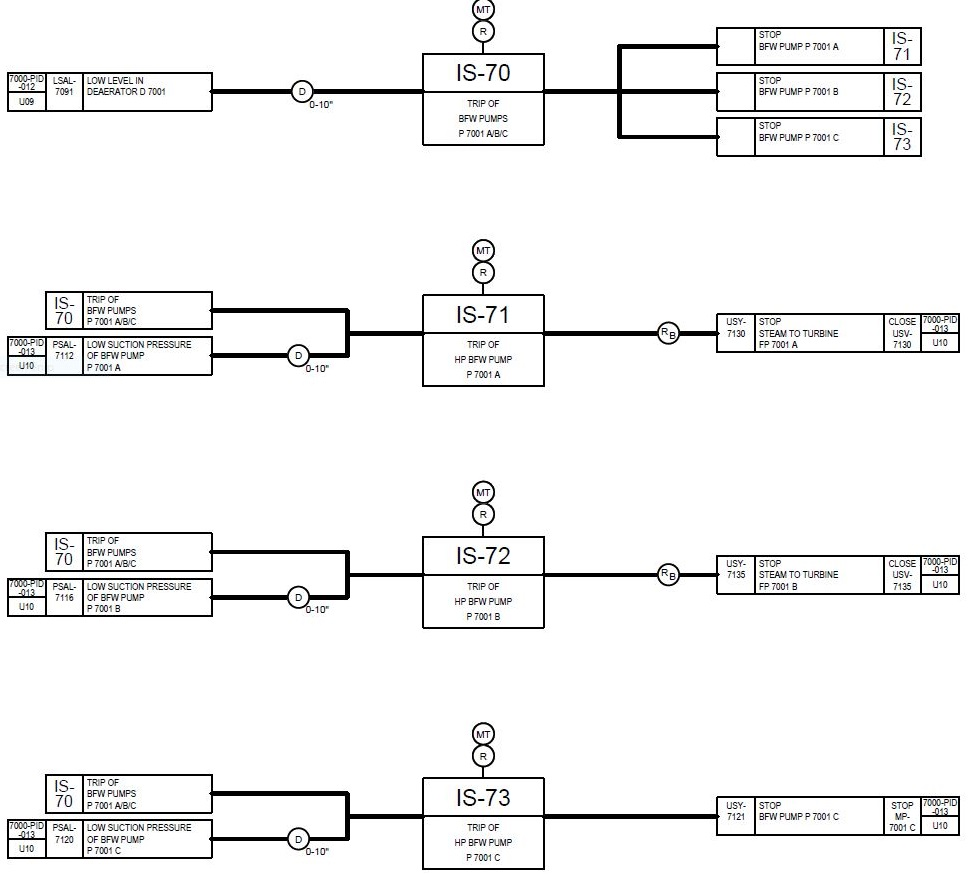 MT
R
7000-PID
-012
U09
LSAL-
7091
LOW LEVEL IN
DEAERATOR D 7001
D
0-10"
IS-70
TRIP OF
BFW PUMPS
P 7001 A/B/C
STOP
BFW PUMP P 7001 A
IS-
71
STOP
BFW PUMP P 7001 B
IS-
72
STOP
BFW PUMP P 7001 C
IS-
73
MT
R
IS-
70
TRIP OF
BFW PUMPS
P 7001 A/B/C
7000-PID
-013
U10
PSAL-
7112
LOW SUCTION PRESSURE
OF BFW PUMP
P 7001 A
D
0-10"
IS-71
TRIP OF
HP BFW PUMP
P 7001 A
RB
USY-
7130
STOP
STEAM TO TURBINE
FP 7001 A
CLOSE
USV-
7130
7000-PID
-013
U10
MT
R
IS-
70
TRIP OF
BFW PUMPS
P 7001 A/B/C
7000-PID
-013
U10
PSAL-
7116
LOW SUCTION PRESSURE
OF BFW PUMP
P 7001 B
D
0-10"
IS-72
TRIP OF
HP BFW PUMP
P 7001 B
RB
USY-
7135
STOP
STEAM TO TURBINE
FP 7001 B
CLOSE
USV-
7135
7000-PID
-013
U10
MT
R
IS-
70
TRIP OF
BFW PUMPS
P 7001 A/B/C
7000-PID
-013
U10
PSAL-
7120
LOW SUCTION PRESSURE
OF BFW PUMP
P 7001 C
D
0-10"
IS-73
TRIP OF
HP BFW PUMP
P 7001 C
USY-
7121
STOP
BFW PUMP P 7001 C
STOP
MP-
7001 C
7000-PID
-013
U10